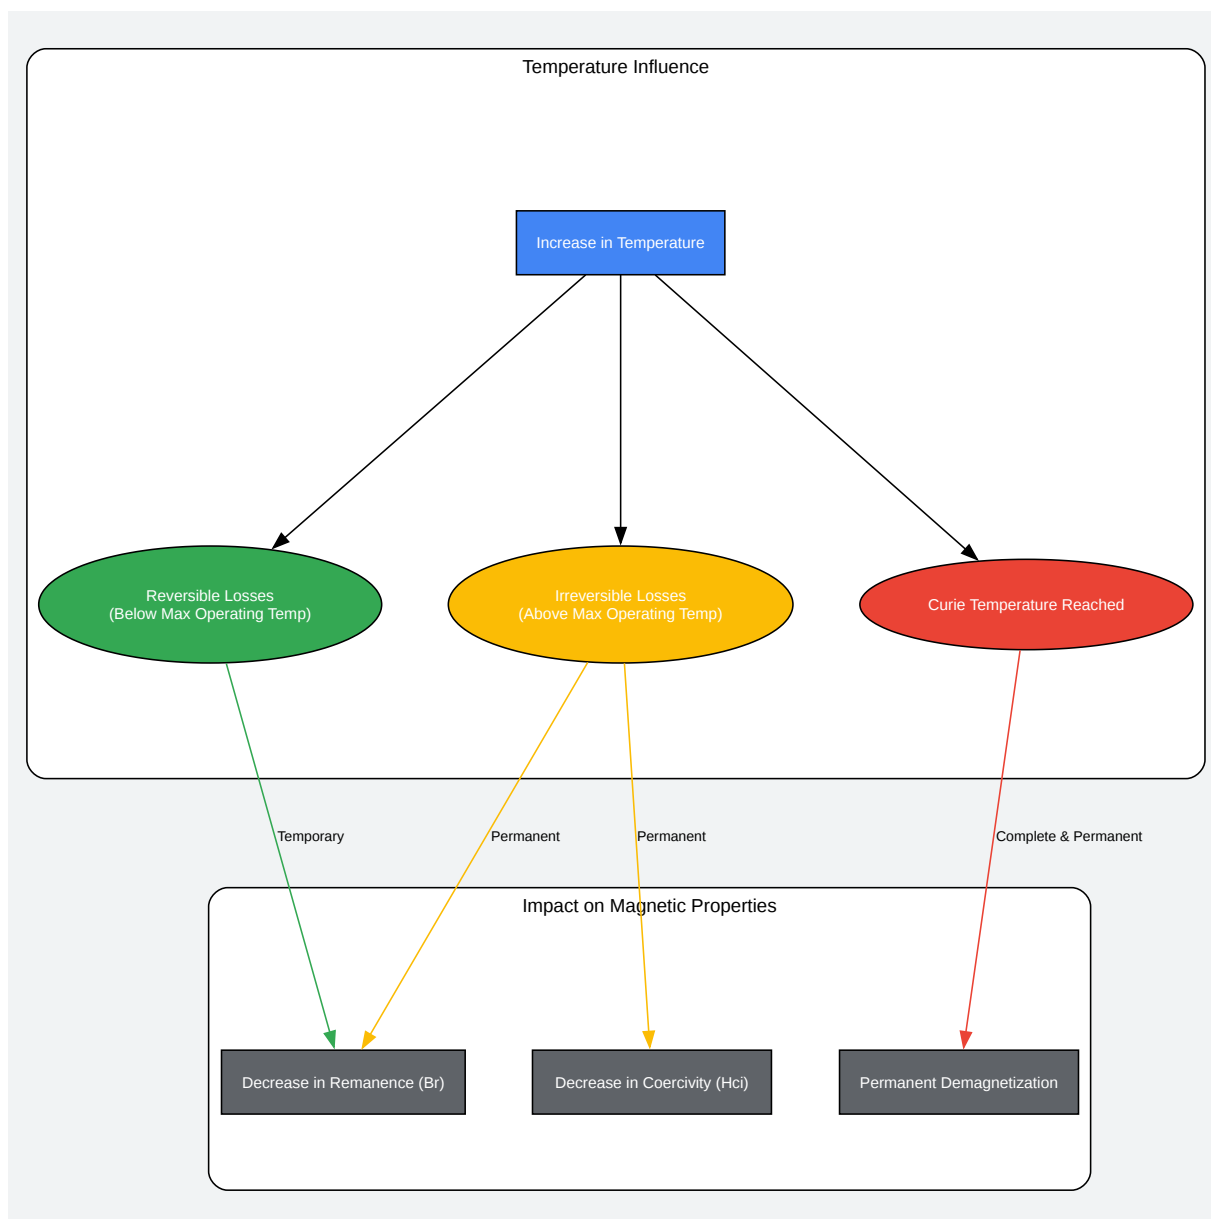 Temperature Influence
Increase in Temperature
Reversible Losses
(Below Max Operating Temp)
Irreversible Losses
(Above Max Operating Temp)
Curie Temperature Reached
Temporary
Permanent
Permanent
Complete & Permanent
Impact on Magnetic Properties
Decrease in Remanence (Br)
Decrease in Coercivity (Hci)
Permanent Demagnetization